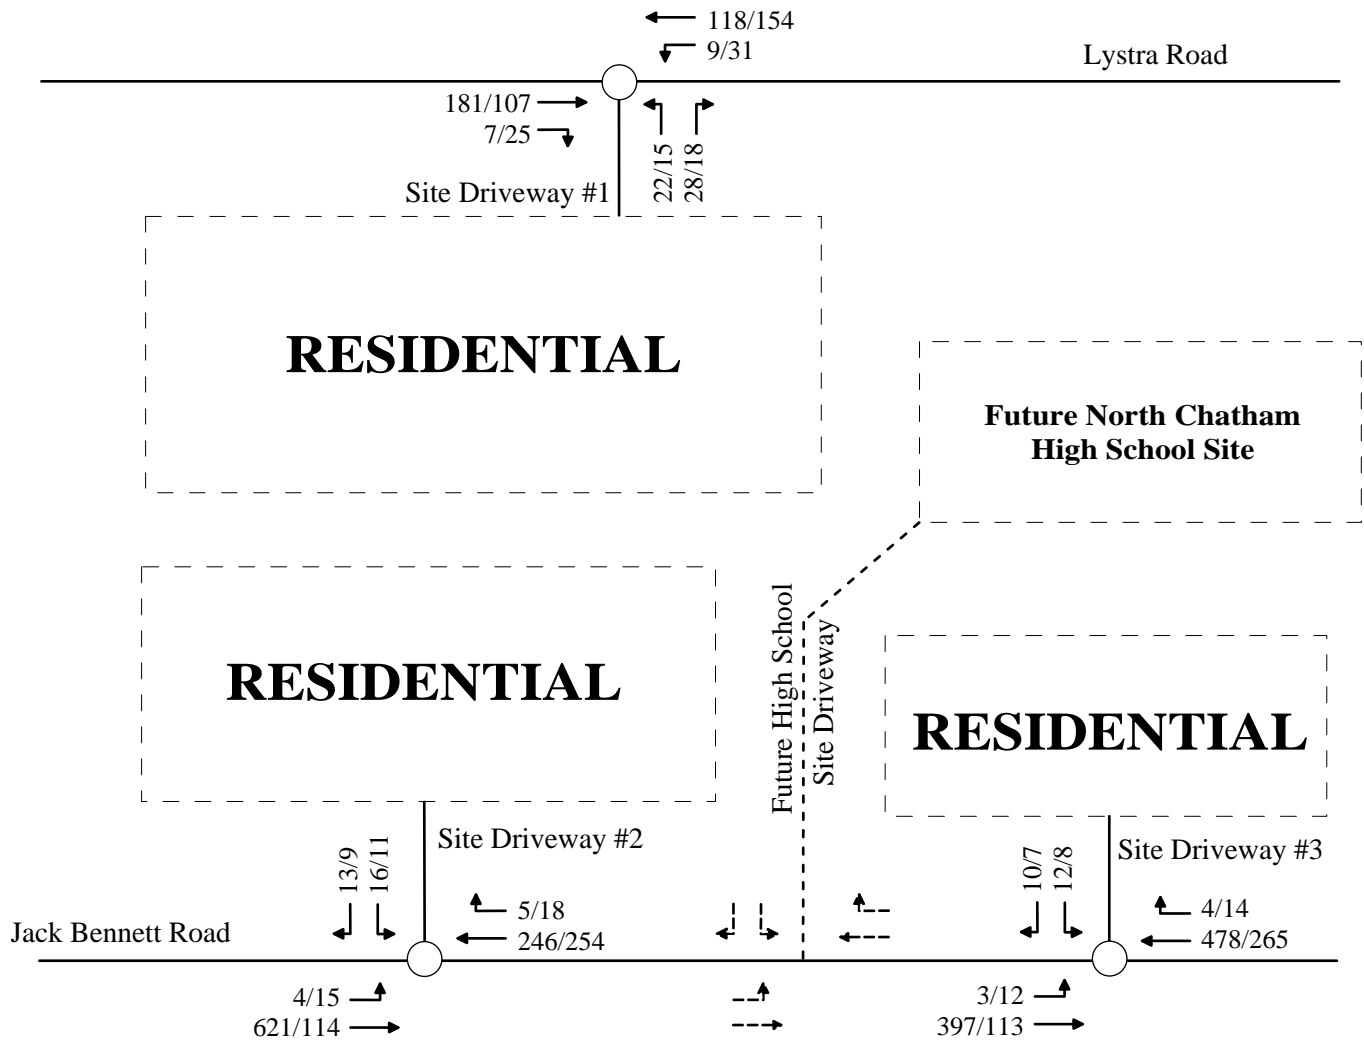 118/154
9/31
Lystra Road
181/107
7/25
22/15
28/18
Site Driveway #1
RESIDENTIAL
Future North Chatham
High School Site
RESIDENTIAL
Future High School
Site Driveway
RESIDENTIAL
Site Driveway #2
13/9
16/11
5/18
246/254
Jack Bennett Road
4/15
621/114
Site Driveway #3
10/7
12/8
4/14
478/265
3/12
397/113